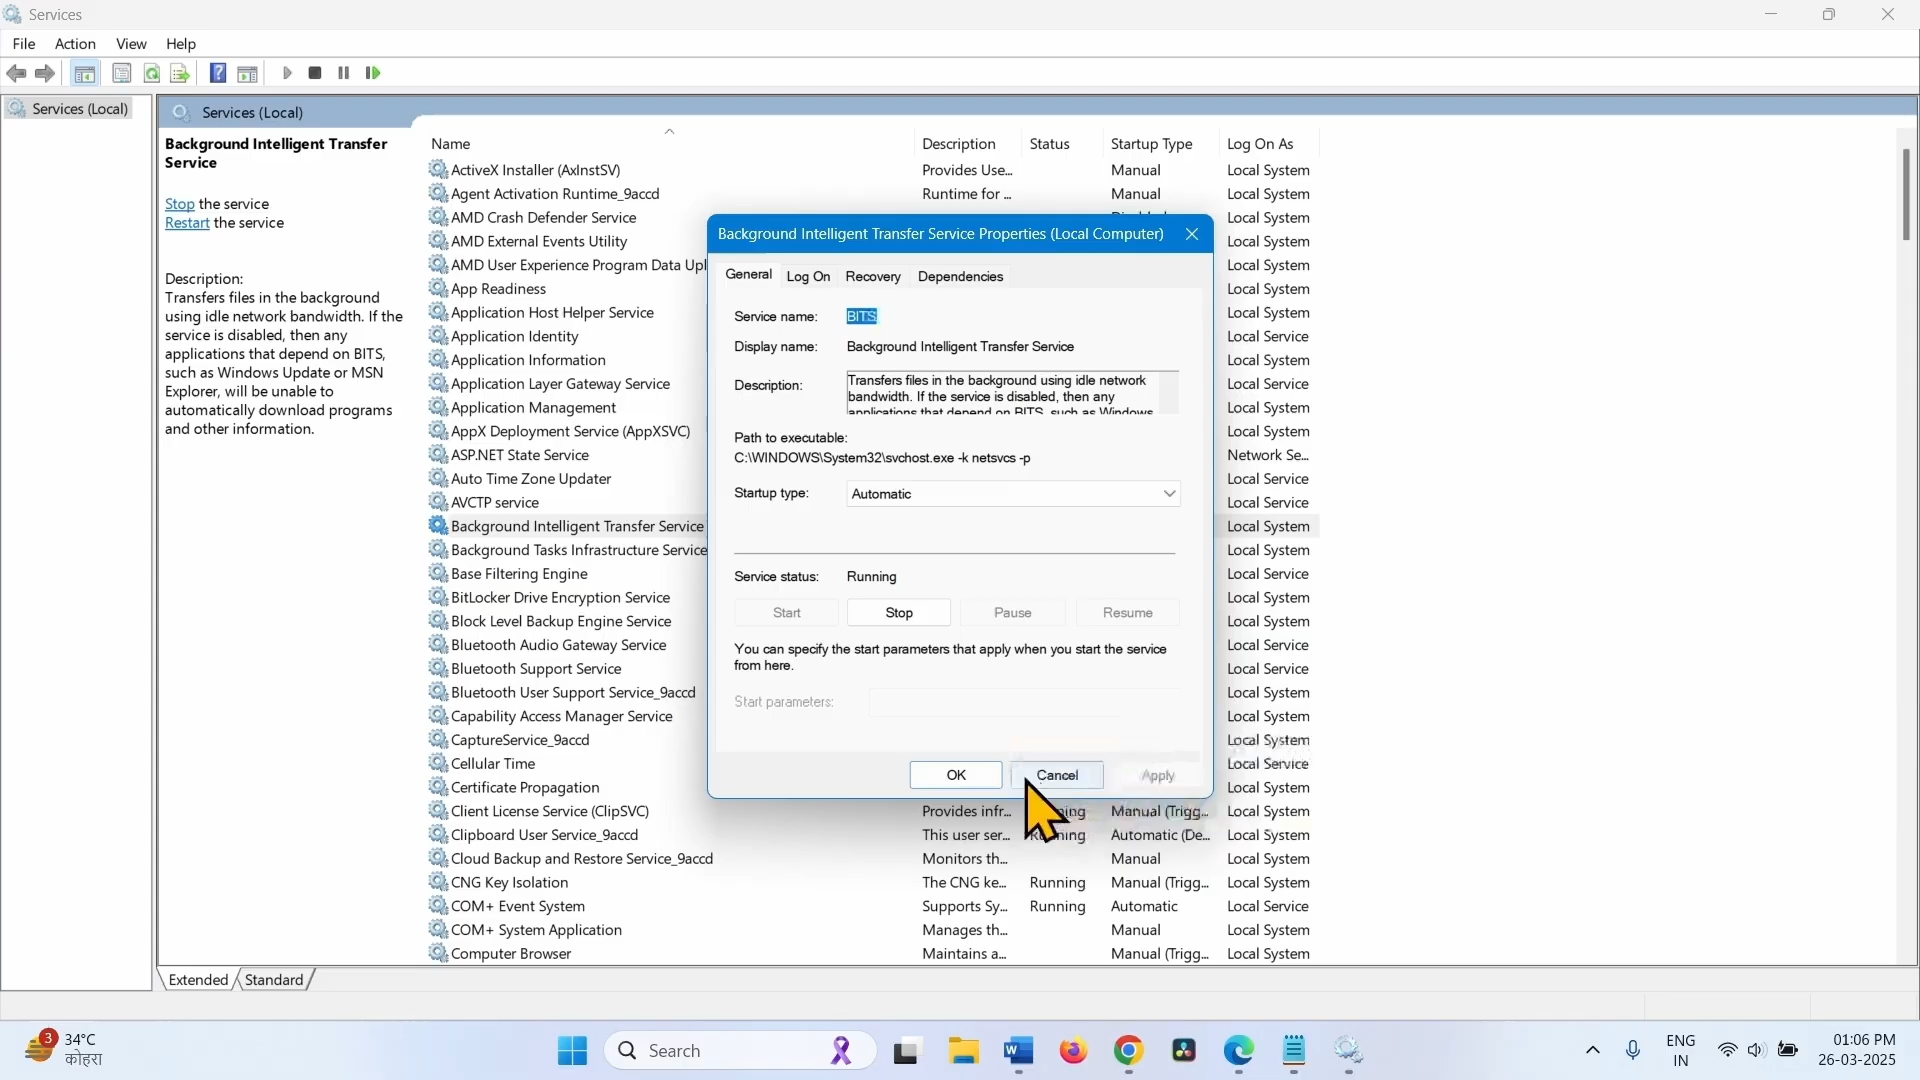 Services
File Action View Help
Services (Local)
Services (Local)
Background Intelligent Transfer
Service
Stop the service
Restart the service
Description:
Transfers files in the background
using idle network bandwidth. If the
service is disabled, then any
applications that depend on BITS,
such as Windows Update or MSN
Explorer, will be unable to
automatically download programs
and other information.
Name Description Status Startup Type Log On As
ActiveX Installer (AxInstSV) Provides Use... Manual Local System
Agent Activation Runtime_9accd Runtime for ... Manual Local System
AMD Crash Defender Service Local System
AMD External Events Utility Local System
AMD User Experience Program Data Upl Local System
App Readiness Local System
Application Host Helper Service Local System
Application Identity Local Service
Application Information Local System
Application Layer Gateway Service Local Service
Application Management Local System
AppX Deployment Service (AppXSVC) Local System
ASP.NET State Service Network Se...
Auto Time Zone Updater Local Service
AVCTP service Local Service
Background Intelligent Transfer Service Local System
Background Tasks Infrastructure Service Local System
Base Filtering Engine Local Service
BitLocker Drive Encryption Service Local System
Block Level Backup Engine Service Local System
Bluetooth Audio Gateway Service Local Service
Bluetooth Support Service Local Service
Bluetooth User Support Service_9accd Local System
Capability Access Manager Service Local System
CaptureService_9accd Local System
Cellular Time Local Service
Certificate Propagation Local System
Client License Service (ClipSVC) Provides infr... Manual (Trigg... Local System
Clipboard User Service_9accd This user ser... Running Automatic (De... Local System
Cloud Backup and Restore Service_9accd Monitors th... Manual Local System
CNG Key Isolation The CNG ke... Running Manual (Trigg... Local System
COM+ Event System Supports Sy... Running Automatic Local Service
COM+ System Application Manages th... Manual Local System
Computer Browser Maintains a... Manual (Trigg... Local System
Background Intelligent Transfer Service Properties (Local Computer)
General Log On Recovery Dependencies
Service name: BITS
Display name: Background Intelligent Transfer Service
Description: Transfers files in the background using idle network
bandwidth. If the service is disabled, then any
applications that depend on BITS, such as Windows
Path to executable:
C:\WINDOWS\System32\svchost.exe -k netsvcs -p
Startup type: Automatic
Service status: Running
Start Stop Pause Resume
You can specify the start parameters that apply when you start the service
from here.
Start parameters:
OK Cancel Apply
Extended Standard
3 34°C
कोहरा
Search
ENG
IN
01:06 PM
26-03-2025